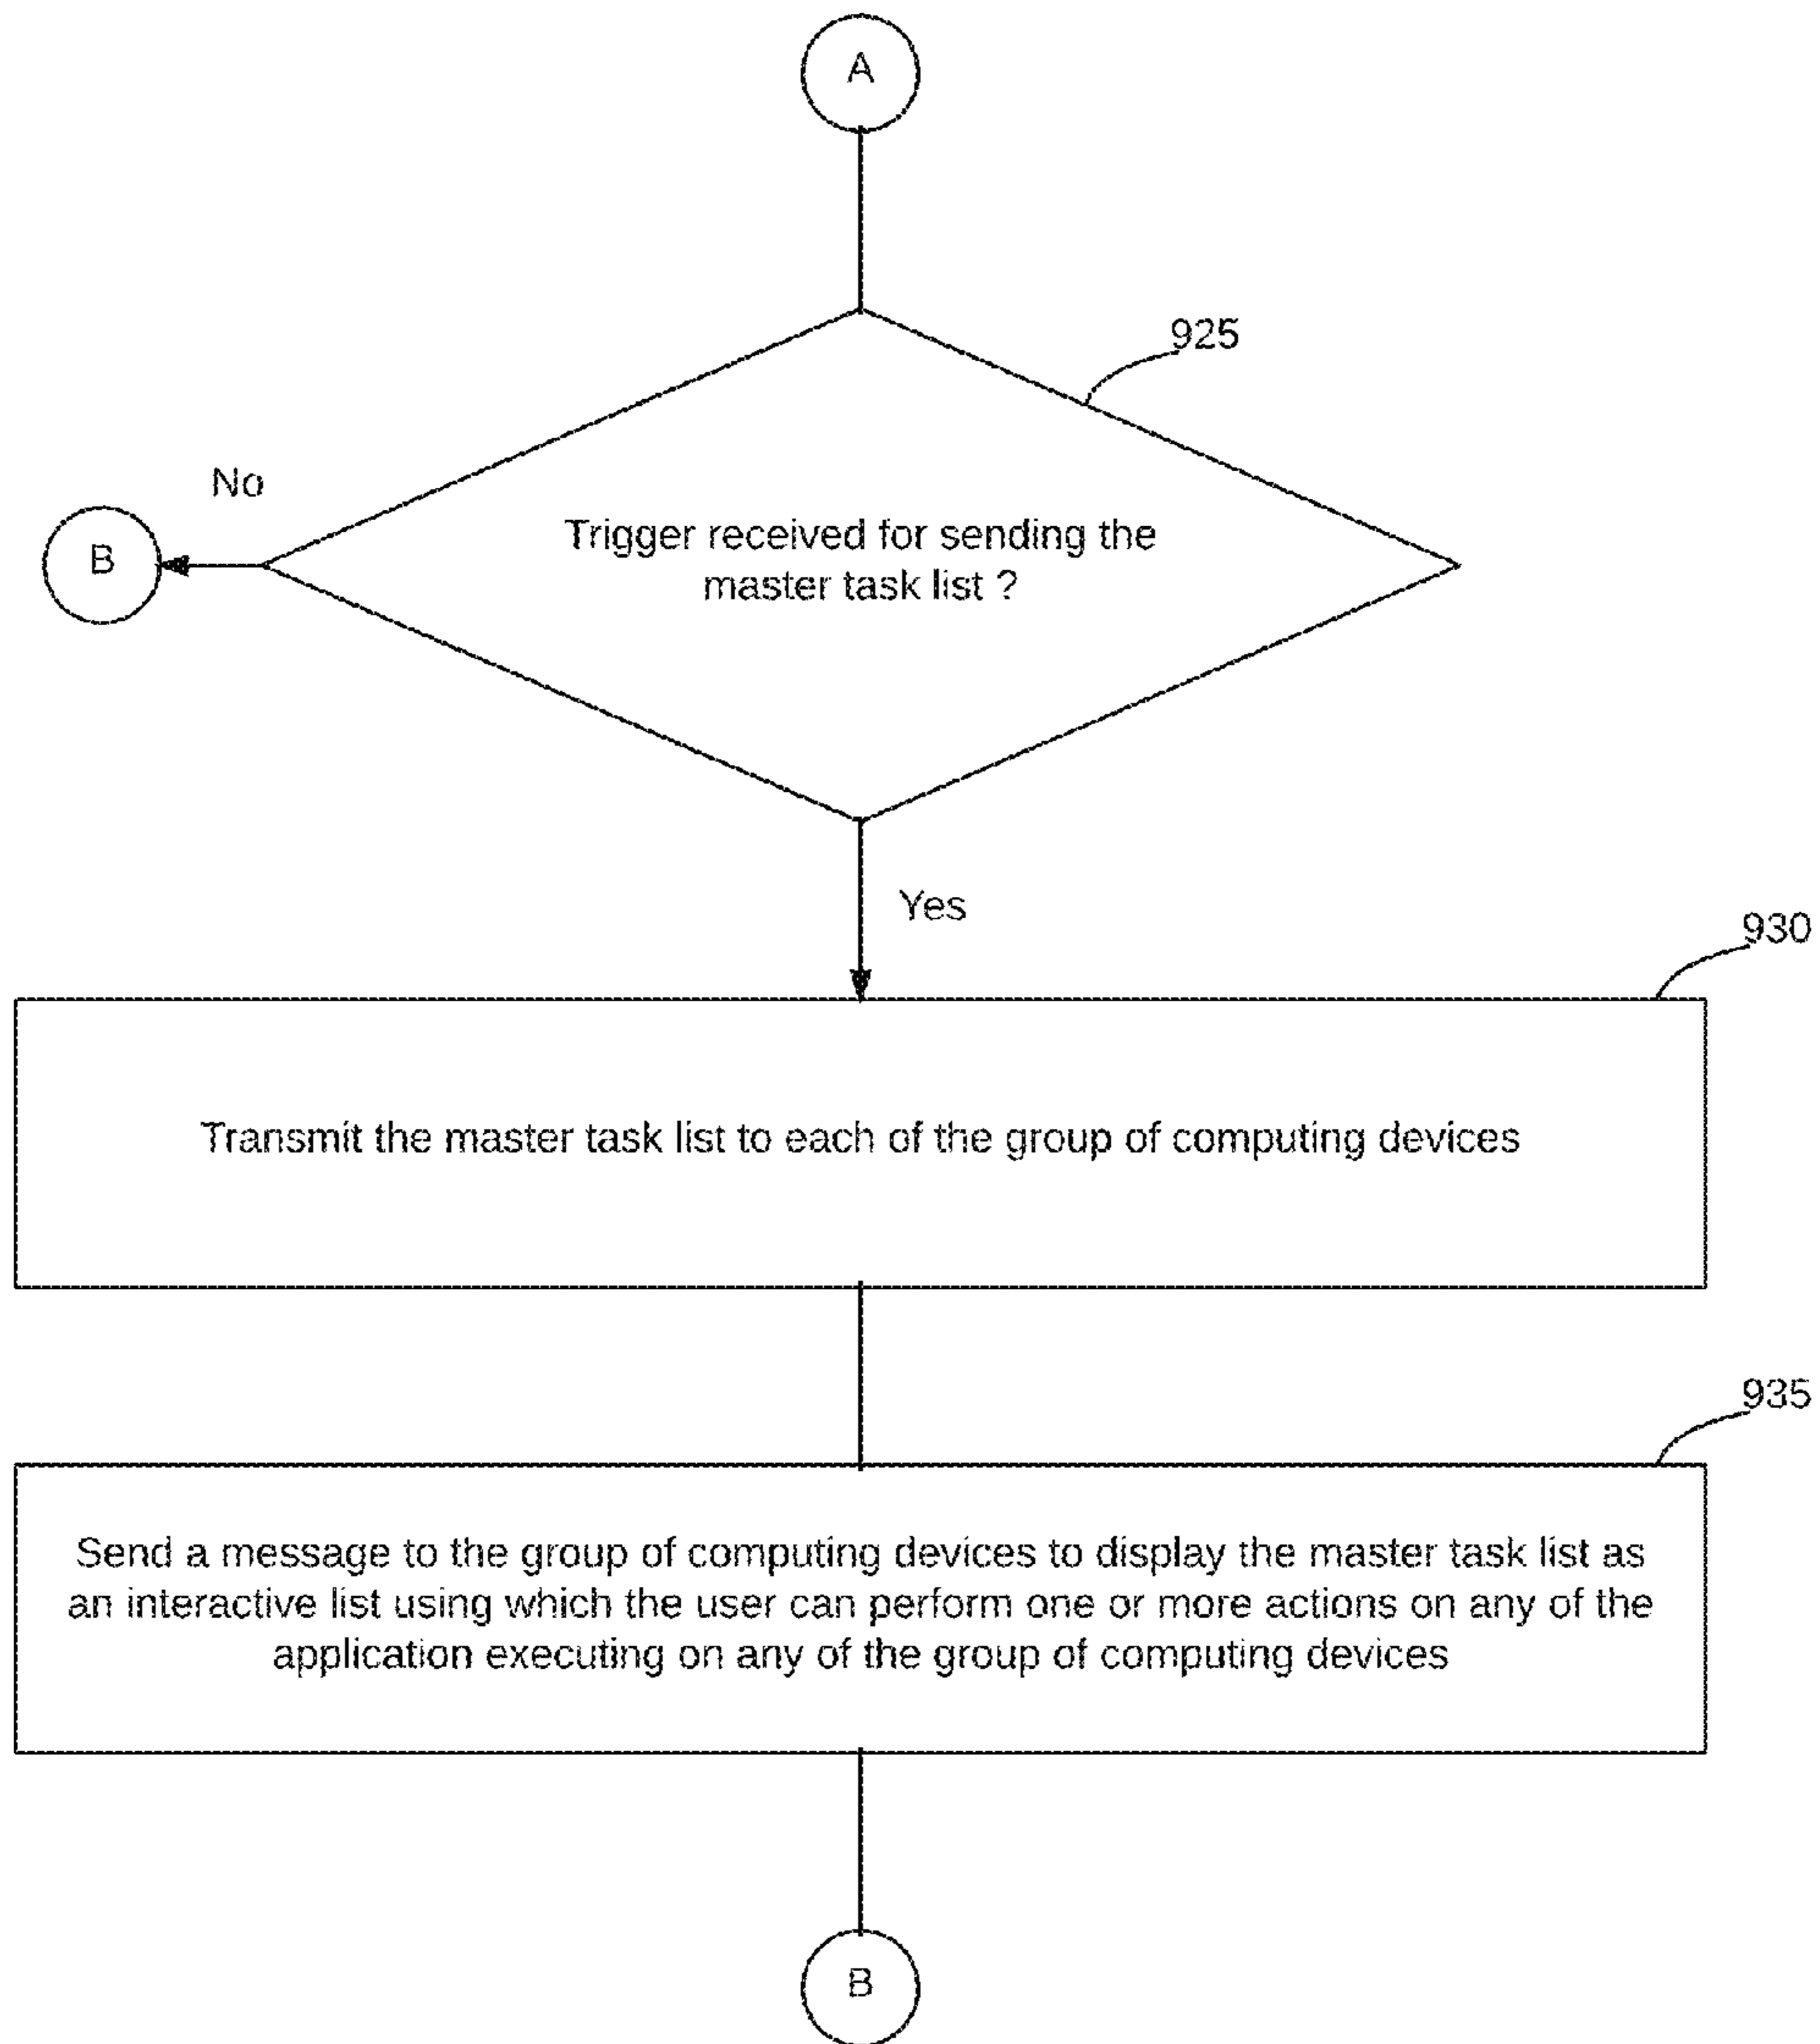 A
925
No
B
Trigger received for sending the
master task list ?
Yes
930
Transmit the master task list to each of the group of computing devices
935
Send a message to the group of computing devices to display the master task list as
an interactive list using which the user can perform one or more actions on any of the
application executing on any of the group of computing devices
B